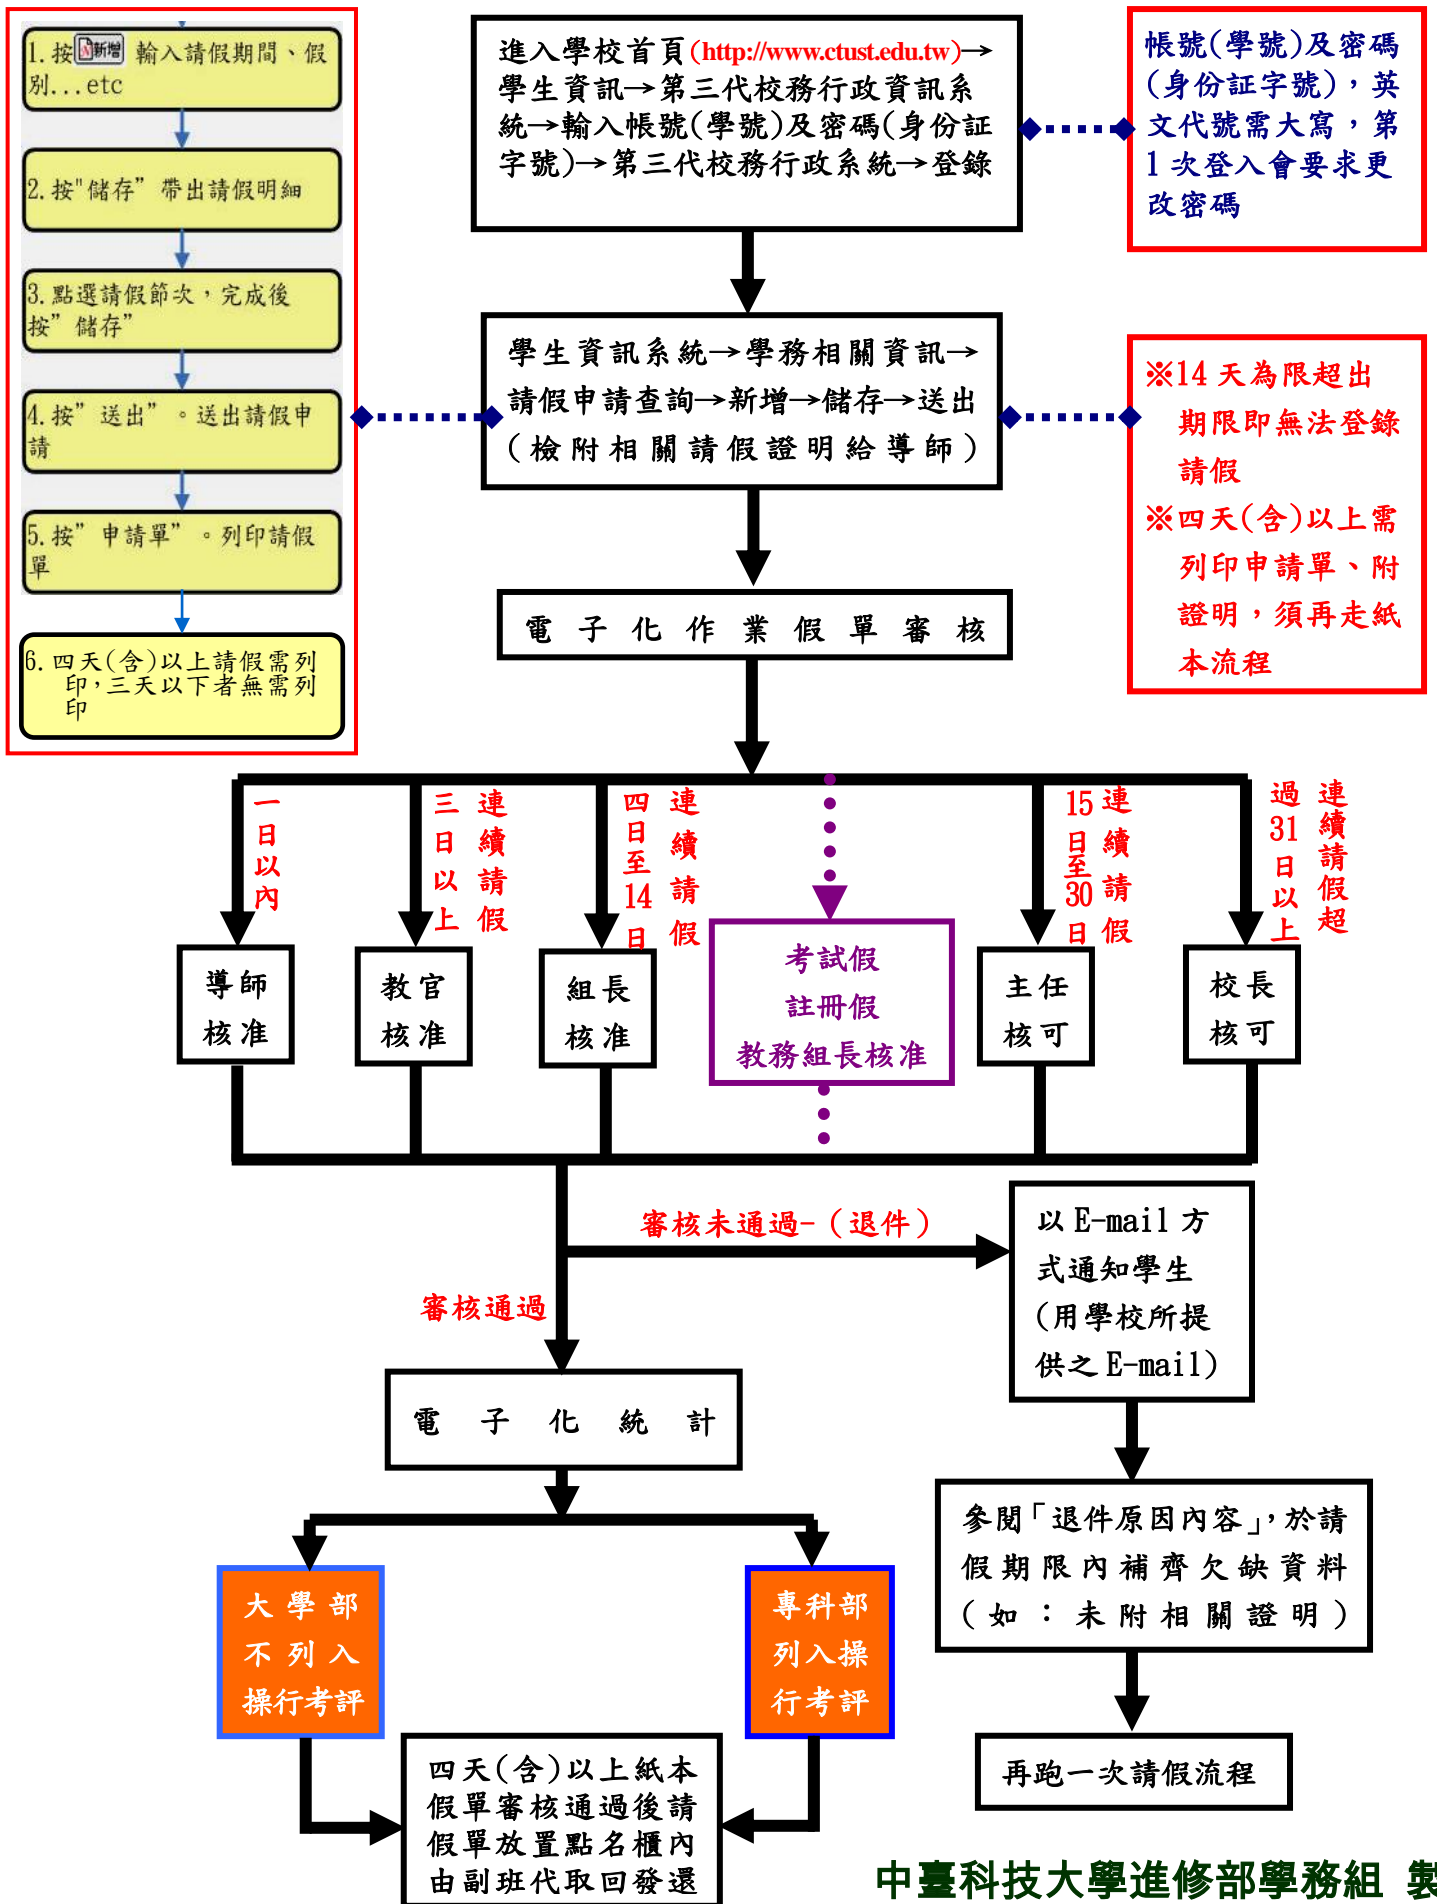 1.按新增 輸入請假期間、假
別...etc
2.按"儲存”帶出請假明細
3.點選請假節次，完成後
按”儲存”
4.按”送出”。送出請假申
請
5.按”申請單”。列印請假
單
6.四天(含)以上請假需列
印，三天以下者無需列
印
進入學校首頁(http://www.ctust.edu.tw)→
學生資訊→第三代校務行政資訊系
統→輸入帳號(學號)及密碼(身份証
字號)→第三代校務行政系統→登錄
帳號(學號)及密碼
(身份証字號)，英
文代號需大寫，第
1次登入會要求更
改密碼
學生資訊系統→學務相關資訊→
請假申請查詢→新增→儲存→送出
(檢附相關請假證明給導師)
※14天為限超出
期限即無法登錄
請假
※四天(含)以上需
列印申請單、附
證明，須再走紙
本流程
電子化作業假單審核
一日以內
連續請假
三日以上
連續請假
四日至14日
連續請假
15日至30日
連續請假超
過31日以上
導師
核准
教官
核准
組長
核准
考試假
註冊假
教務組長核准
主任
核可
校長
核可
審核未通過-(退件)
審核通過
以E-mail方
式通知學生
(用學校所提
供之E-mail)
電子化統計
參閱「退件原因內容」，於請
假期限內補齊欠缺資料
(如：未附相關證明)
大學部
不列入
操行考評
專科部
列入操
行考評
再跑一次請假流程
四天(含)以上紙本
假單審核通過後請
假單放置點名櫃內
由副班代取回發還
中臺科技大學進修部學務組 製